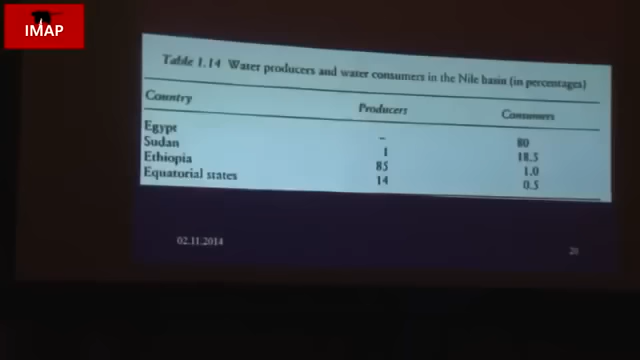 IMAP
Table 1.14 Water producers and water consumers in the Nile basin (in percentages)
Country Producers Consumers
Egypt – 80
Sudan 1 18.5
Ethiopia 85 1.0
Equatorial states 14 0.5
02.11.2014